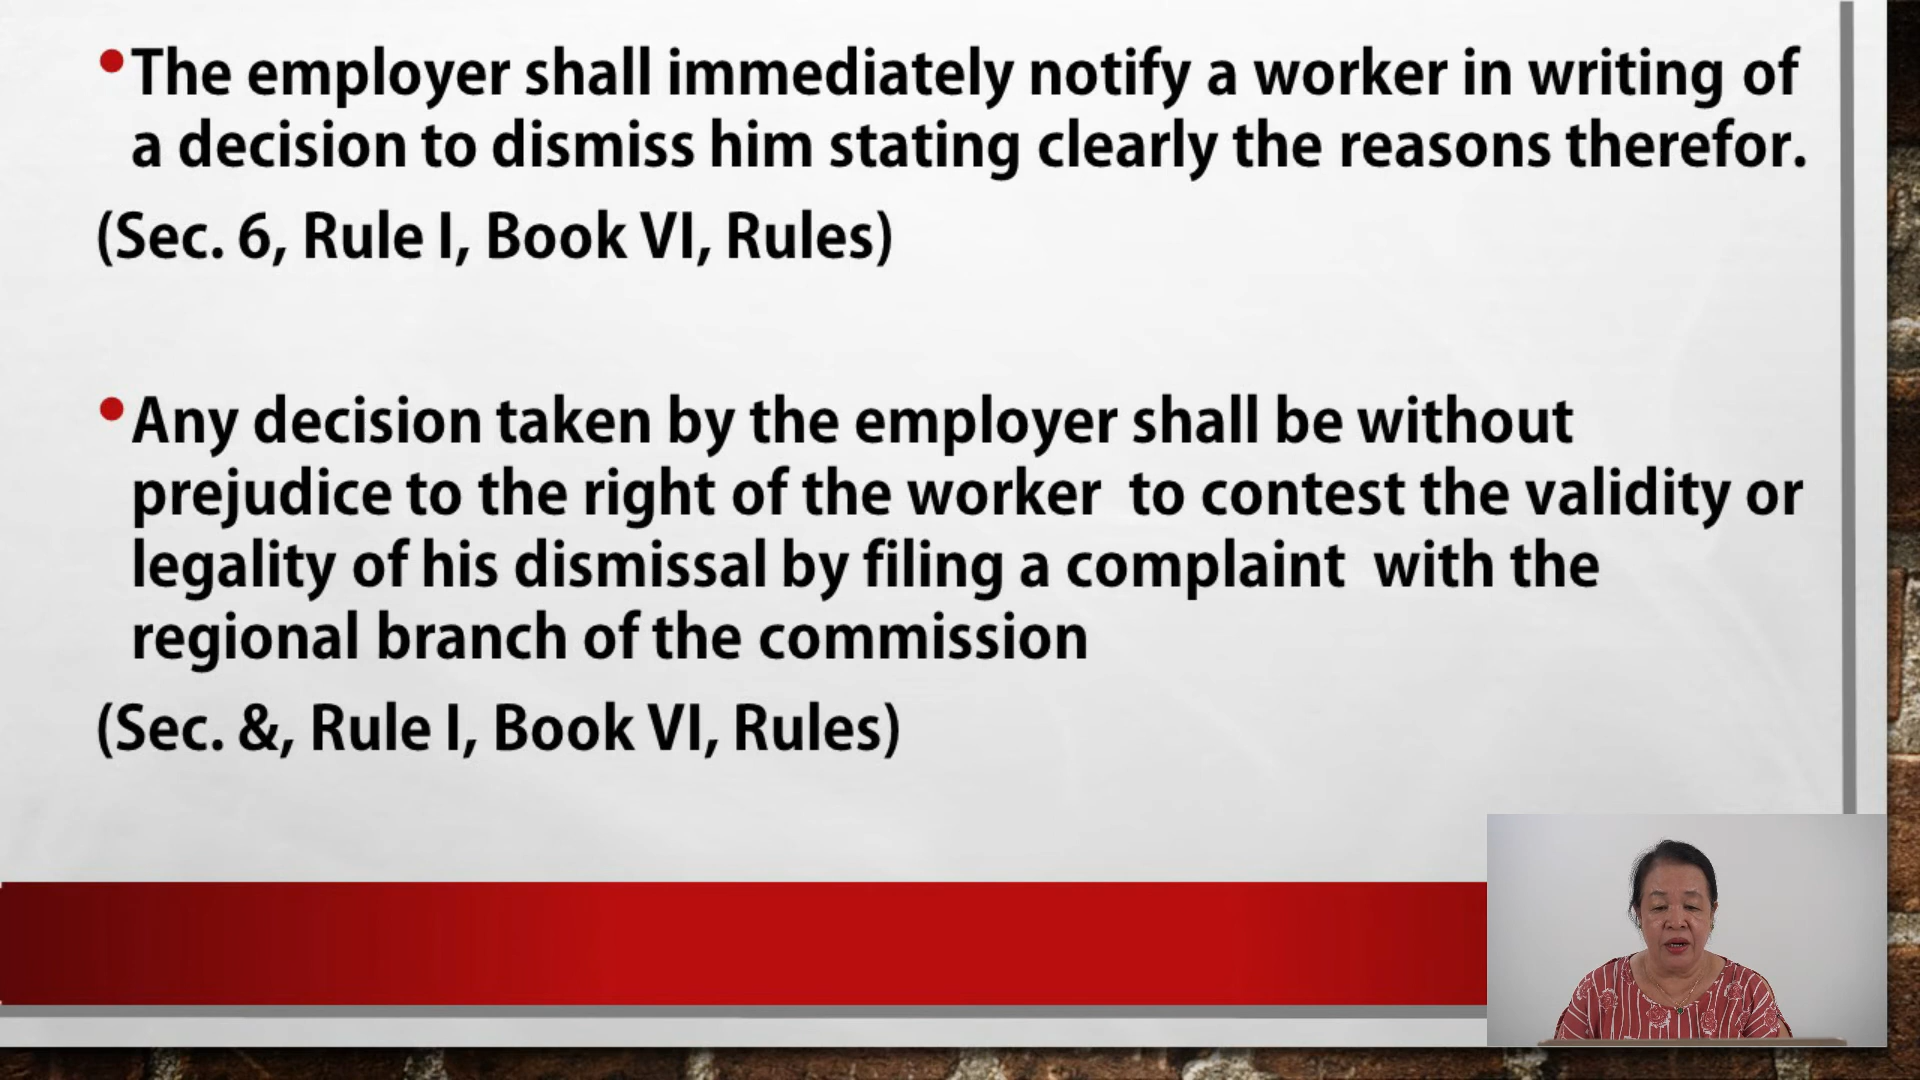 •The employer shall immediately notify a worker in writing of
a decision to dismiss him stating clearly the reasons therefor.
(Sec. 6, Rule I, Book VI, Rules)
•Any decision taken by the employer shall be without
prejudice to the right of the worker  to contest the validity or
legality of his dismissal by filing a complaint  with the
regional branch of the commission
(Sec. &, Rule I, Book VI, Rules)